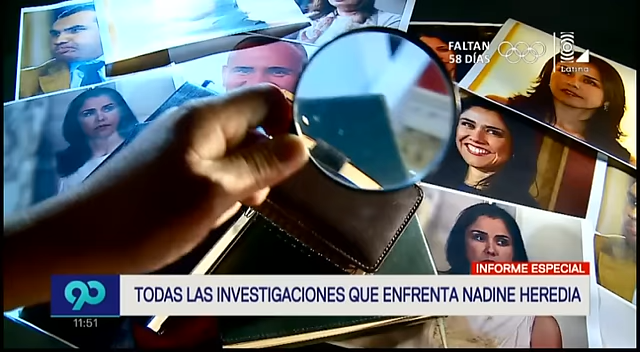 FALTAN
58 DÍAS
Latina
INFORME ESPECIAL
90
TODAS LAS INVESTIGACIONES QUE ENFRENTA NADINE HEREDIA
11:51